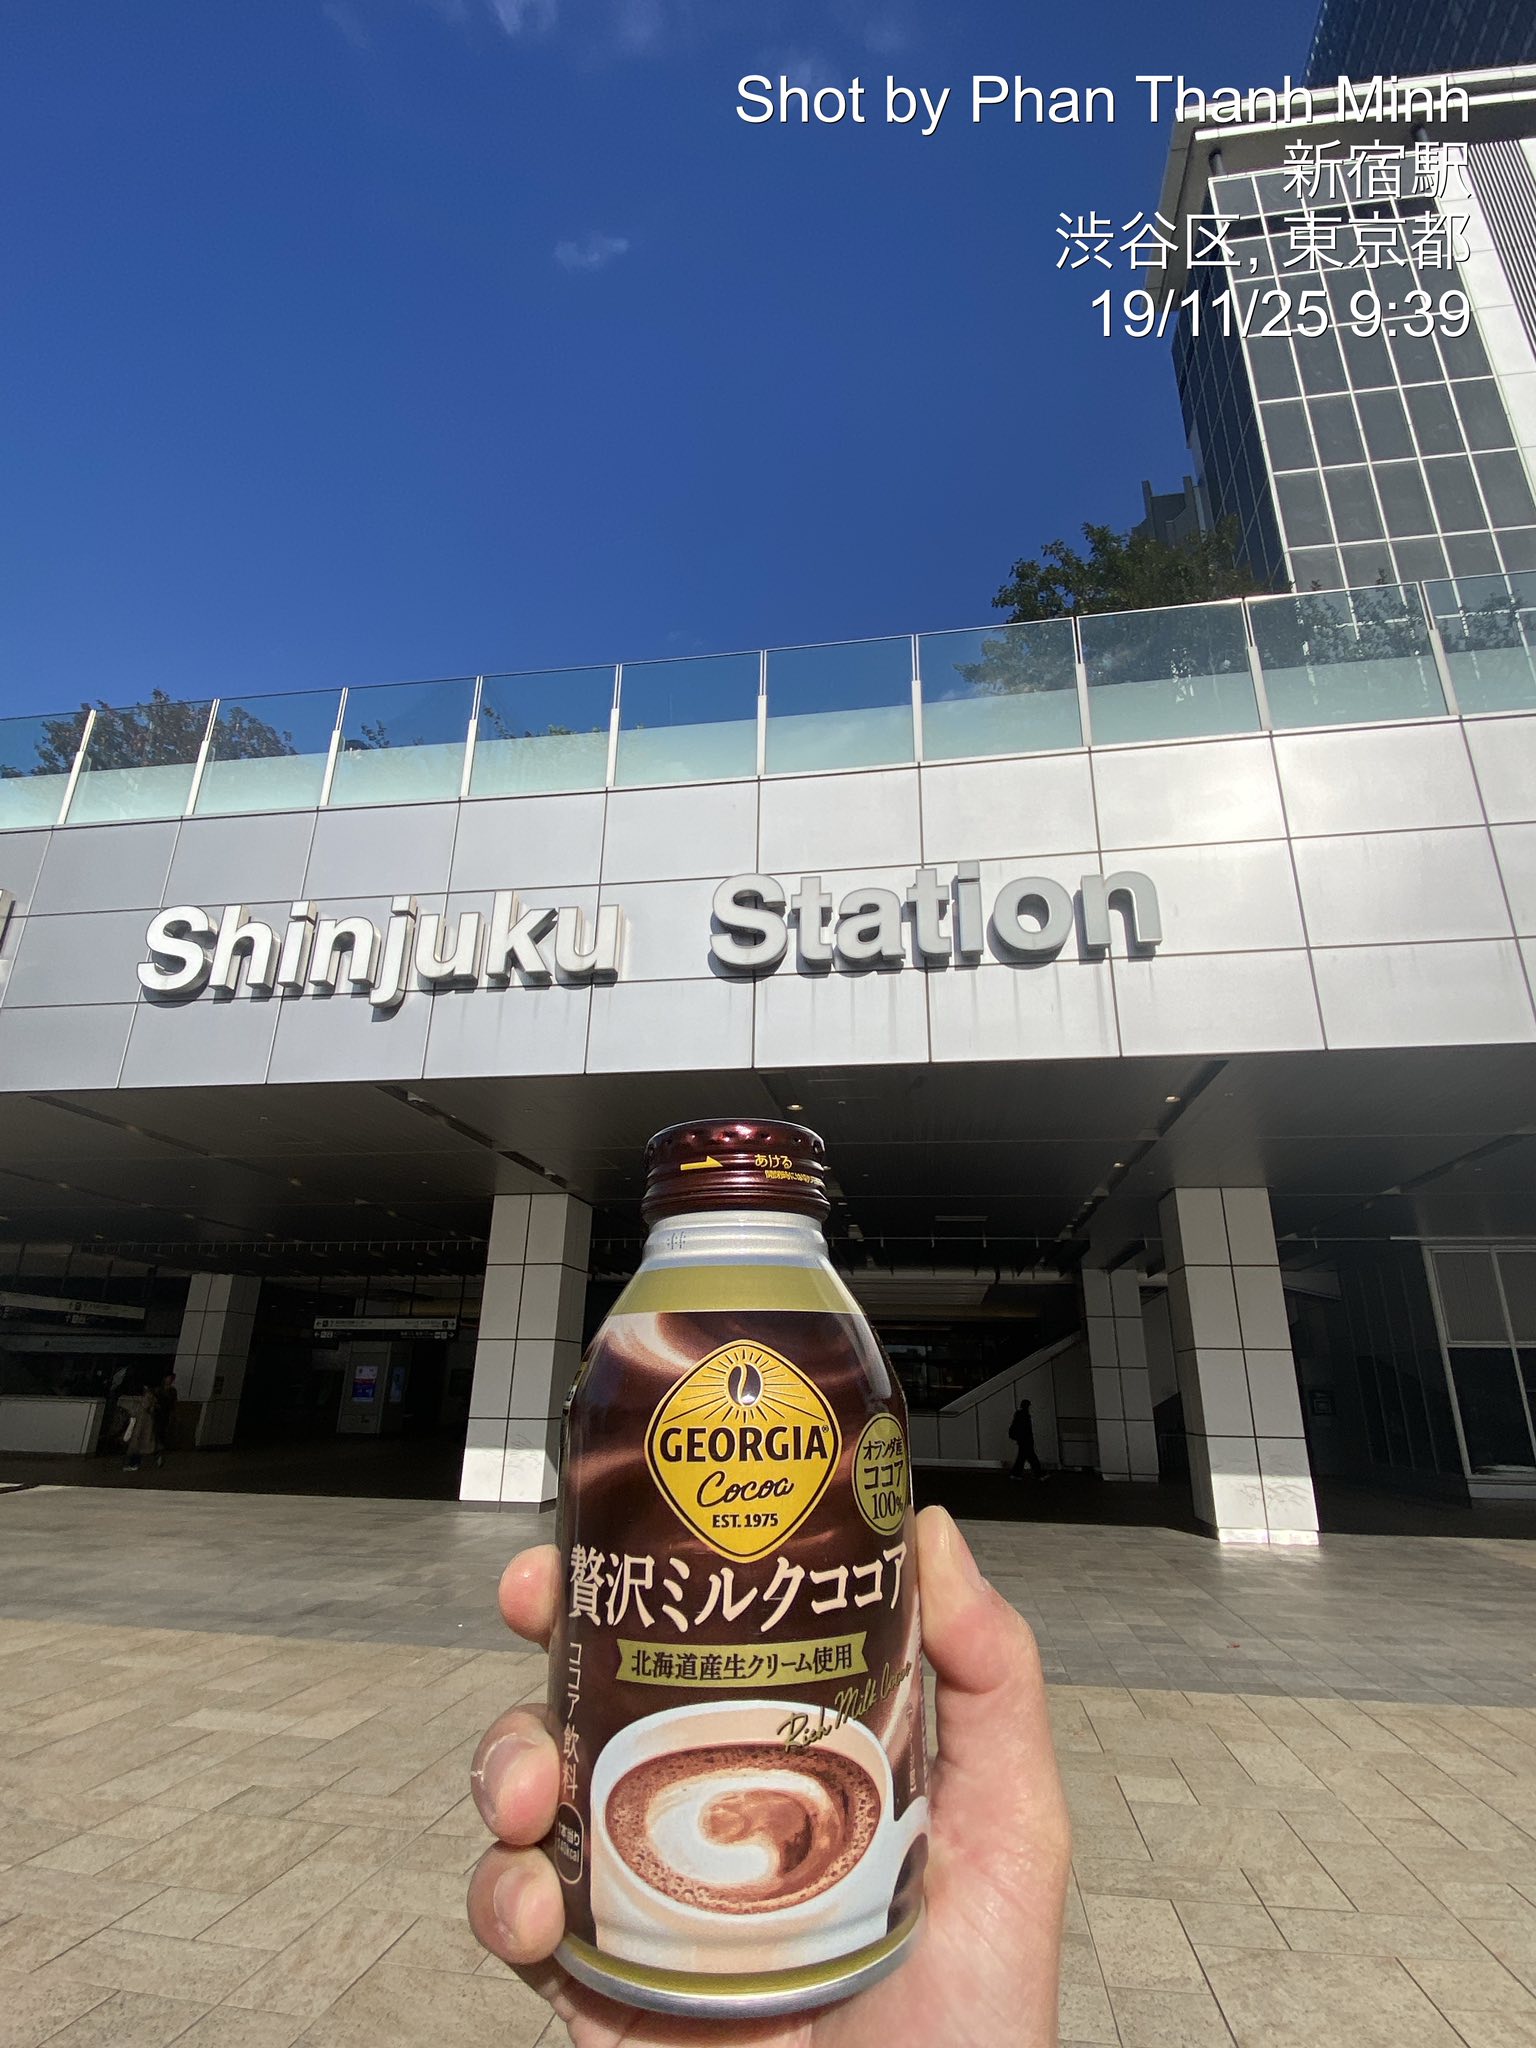 Shot by Phan Thanh Minh
新宿駅
渋谷区, 東京都
19/11/25 9:39
Shinjuku Station
あける
GEORGIA®
Cocoa
EST. 1975
オランダ産
ココア
100%
贅沢ミルクココア
北海道産生クリーム使用
Rich Milk Cocoa
ココア飲料